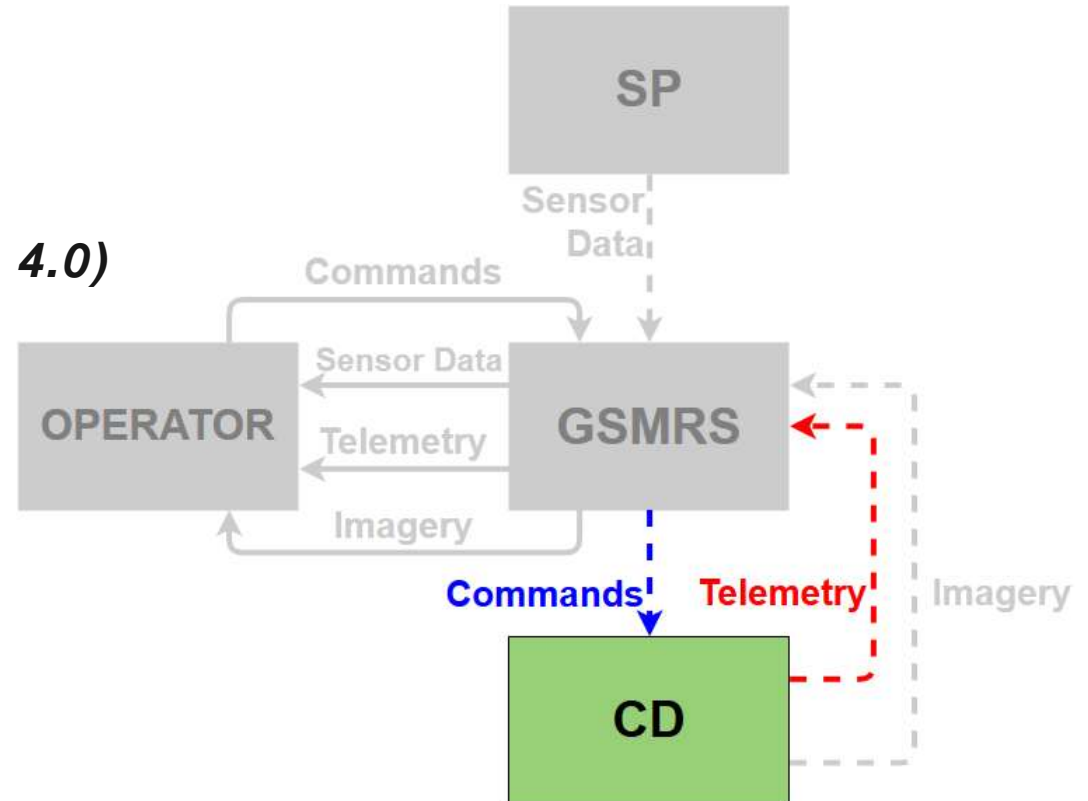 SP
Sensor
Data
4.0)
Commands
Sensor Data
OPERATOR
GSMRS
Telemetry
Imagery
Commands
Telemetry
Imagery
CD